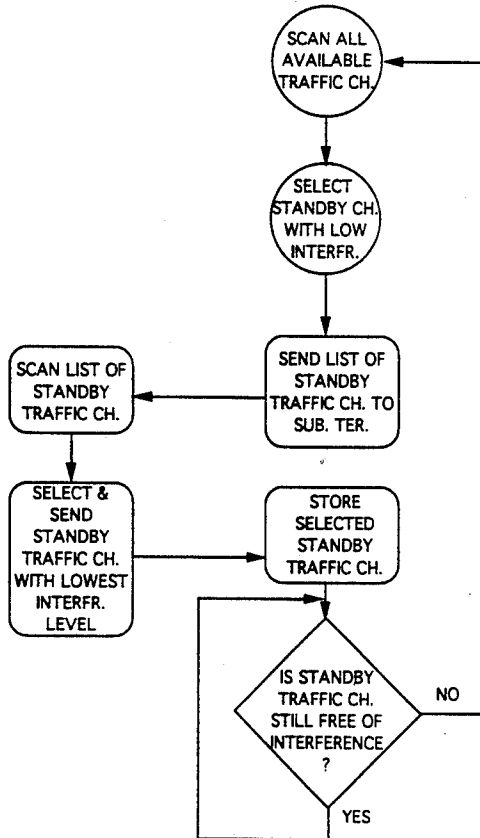 SCAN ALL
AVAILABLE
TRAFFIC CH.
SELECT
STANDBY CH.
WITH LOW
INTERFR.
SEND LIST OF
STANDBY
TRAFFIC CH. TO
SUB. TER.
SCAN LIST OF
STANDBY
TRAFFIC CH.
SELECT &
SEND
STANDBY
TRAFFIC CH.
WITH LOWEST
INTERFR.
LEVEL
STORE
SELECTED
STANDBY
TRAFFIC CH.
IS STANDBY
TRAFFIC CH.
STILL FREE OF
INTERFERENCE
?
NO
YES